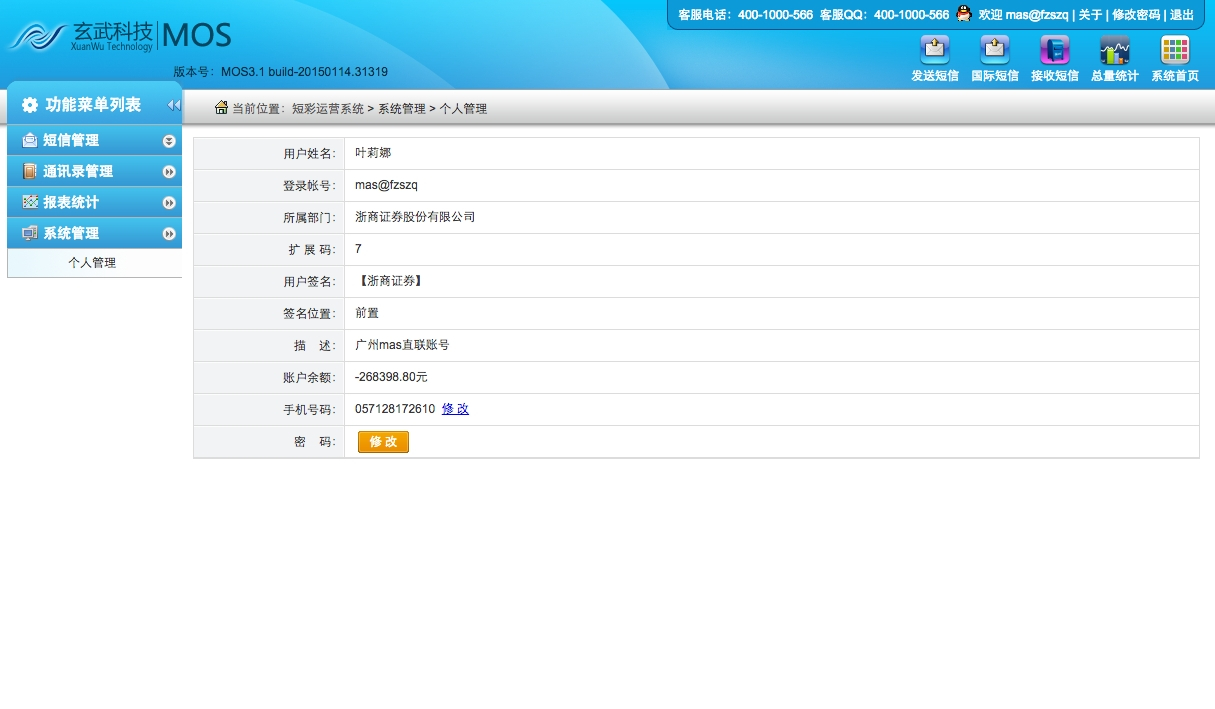 客服电话：400-1000-566 客服QQ：400-1000-566 欢迎 mas@fzszq | 关于 | 修改密码 | 退出
玄武科技 XuanWu Technology MOS
版本号：MOS3.1 build-20150114.31319
发送短信 国际短信 接收短信 总量统计 系统首页
功能菜单列表
当前位置：短彩运营系统 > 系统管理 > 个人管理
短信管理
通讯录管理
报表统计
系统管理
个人管理
用户姓名： 叶莉娜
登录帐号： mas@fzszq
所属部门： 浙商证券股份有限公司
扩 展 码： 7
用户签名： 【浙商证券】
签名位置： 前置
描 述： 广州mas直联账号
账户余额： -268398.80元
手机号码： 057128172610 修 改
密 码： 修 改